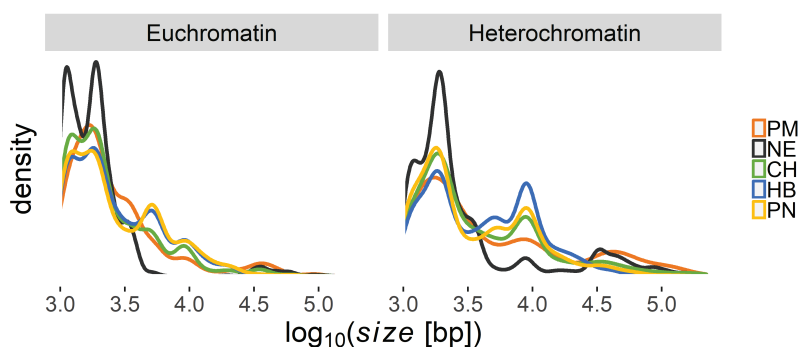 Euchromatin Heterochromatin
density
PM
NE
CH
HB
PN
3.0 3.5 4.0 4.5 5.0 3.0 3.5 4.0 4.5 5.0
log₁₀(size [bp])